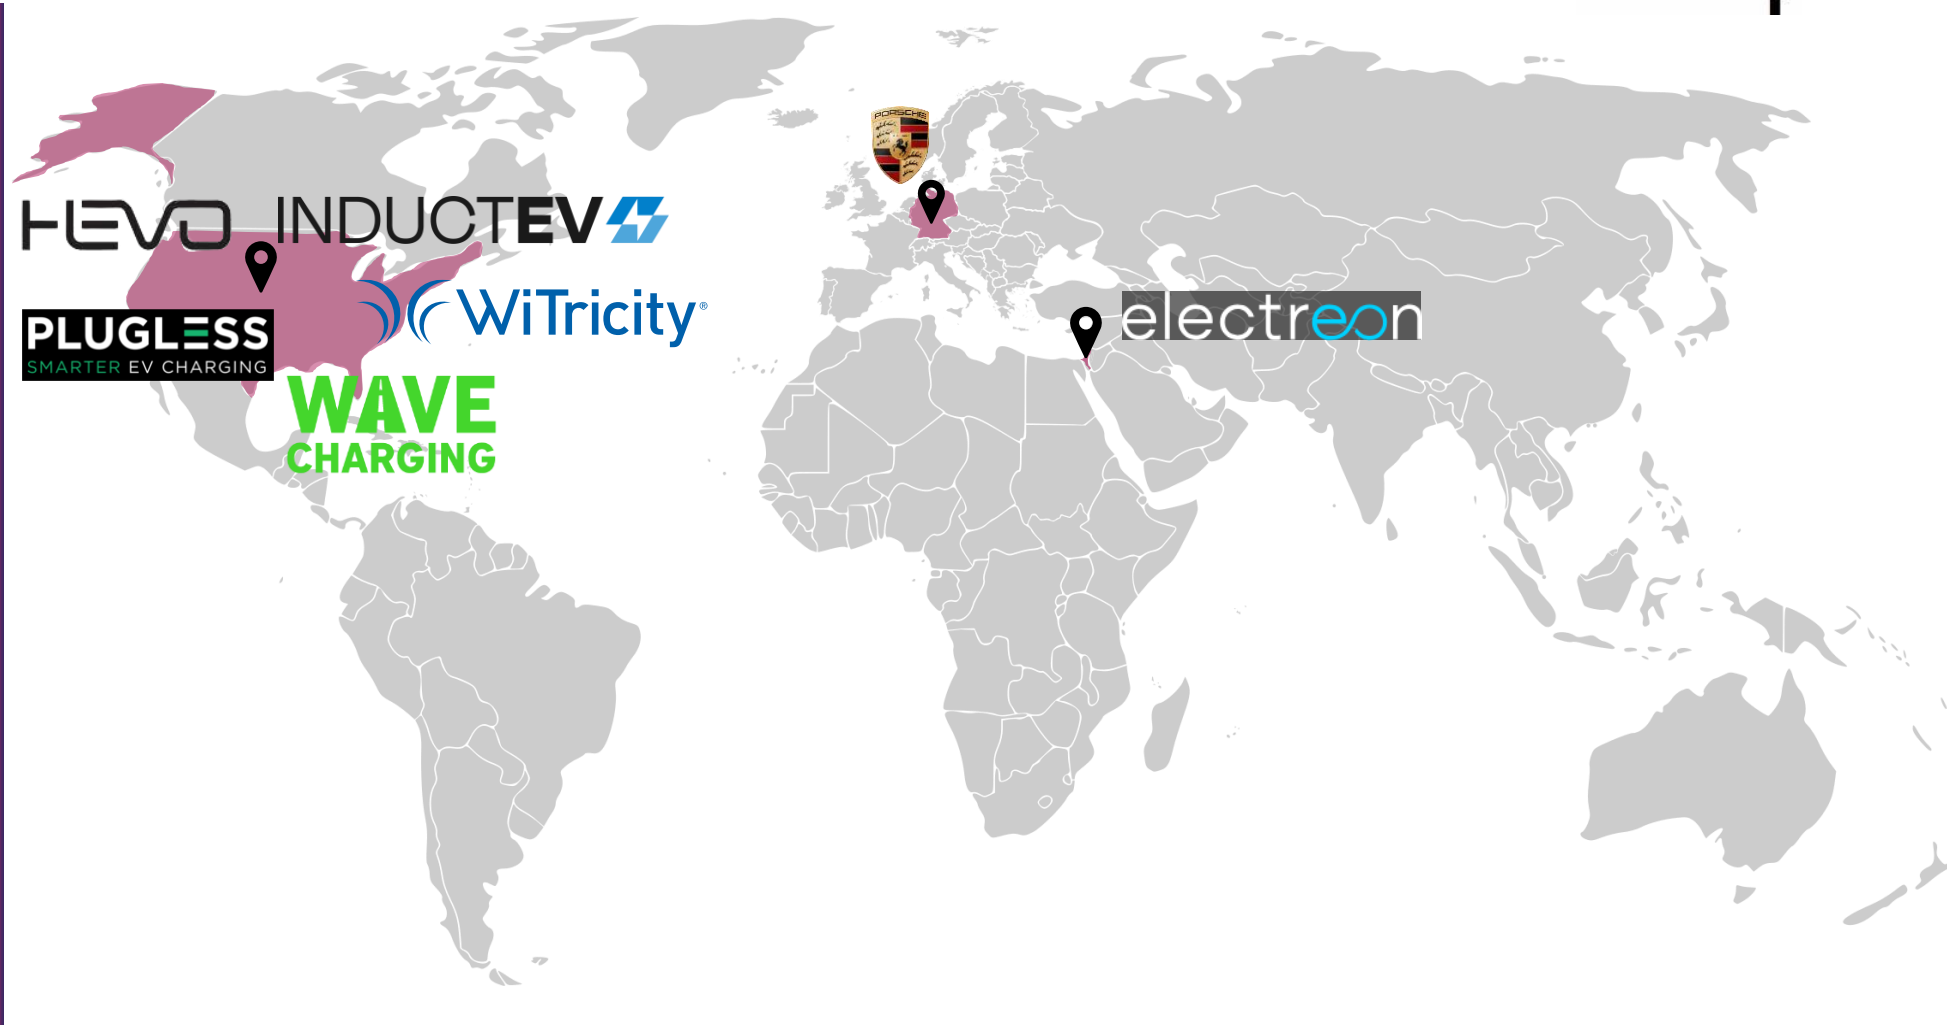 PORSCHE
HEVO
INDUCTEV
WiTricity®
electreon
PLUGLESS
SMARTER EV CHARGING
WAVE
CHARGING